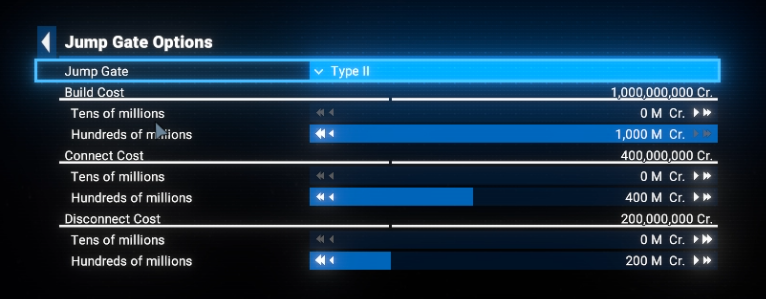 Jump Gate Options
Jump Gate Type II
Build Cost 1,000,000,000 Cr.
Tens of millions 0 M Cr.
Hundreds of millions 1,000 M Cr.
Connect Cost 400,000,000 Cr.
Tens of millions 0 M Cr.
Hundreds of millions 400 M Cr.
Disconnect Cost 200,000,000 Cr.
Tens of millions 0 M Cr.
Hundreds of millions 200 M Cr.